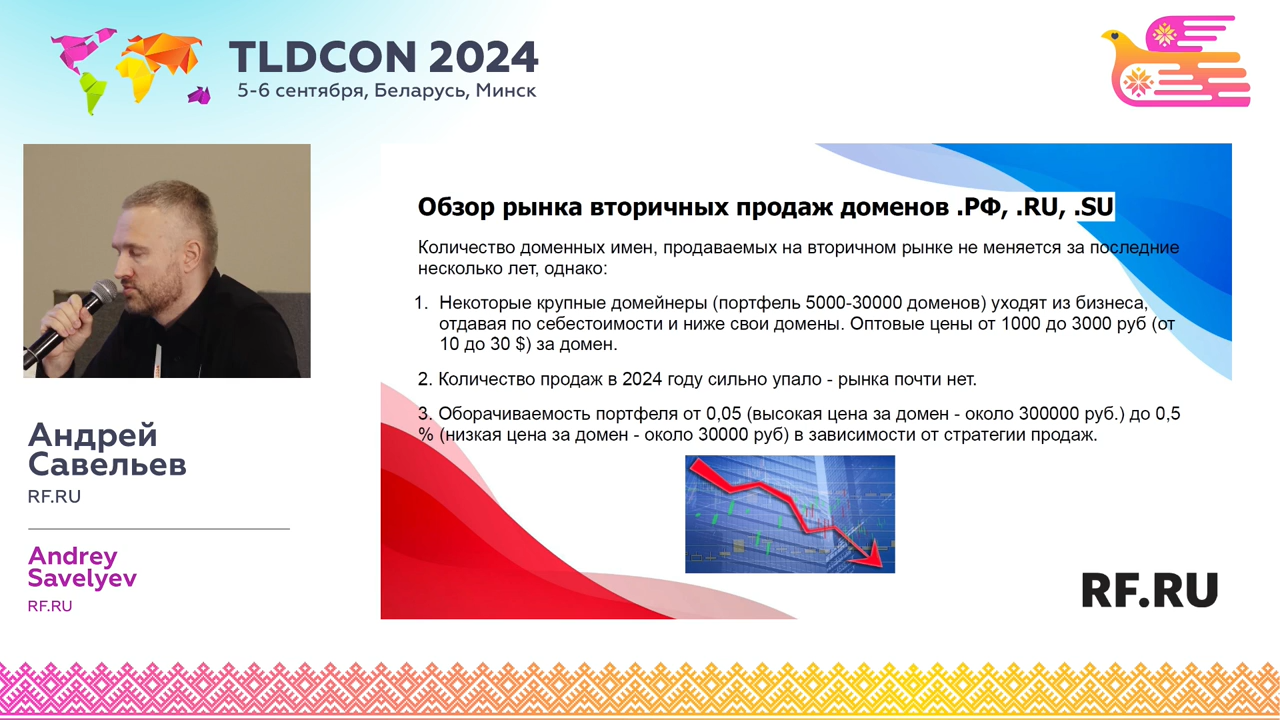 TLDCON 2024
5-6 сентября, Беларусь, Минск
Андрей
Савельев
RF.RU
Andrey
Savelyev
RF.RU
Обзор рынка вторичных продаж доменов .РФ, .RU, .SU
Количество доменных имен, продаваемых на вторичном рынке не меняется за последние
несколько лет, однако:
1. Некоторые крупные домейнеры (портфель 5000-30000 доменов) уходят из бизнеса,
отдавая по себестоимости и ниже свои домены. Оптовые цены от 1000 до 3000 руб (от
10 до 30 $) за домен.
2. Количество продаж в 2024 году сильно упало - рынка почти нет.
3. Оборачиваемость портфеля от 0,05 (высокая цена за домен - около 300000 руб.) до 0,5
% (низкая цена за домен - около 30000 руб) в зависимости от стратегии продаж.
RF.RU